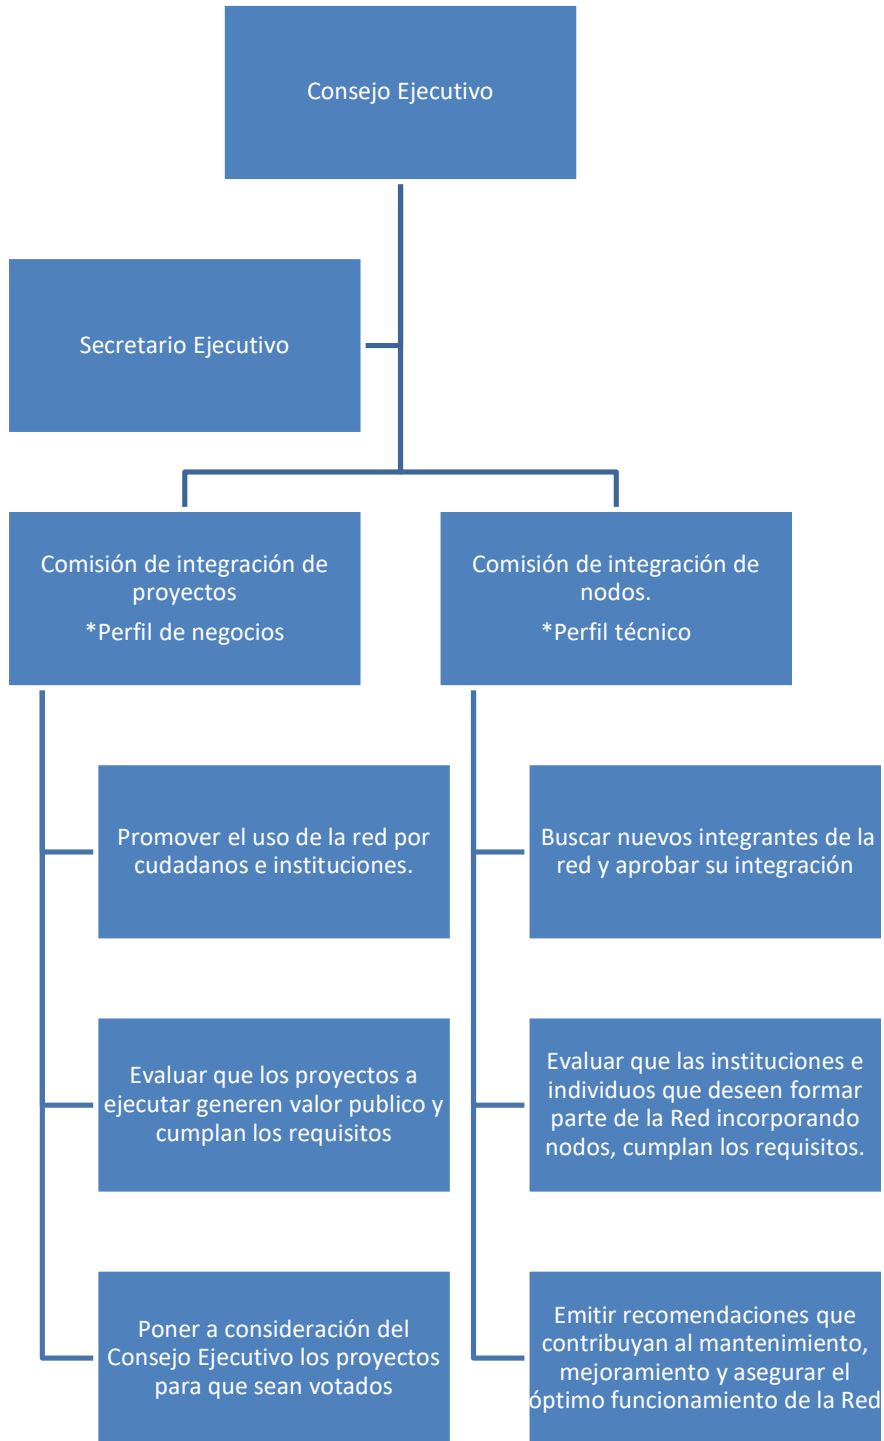 Consejo Ejecutivo
Secretario Ejecutivo
Comisión de integración de
proyectos
*Perfil de negocios
Comisión de integración de
nodos.
*Perfil técnico
Promover el uso de la red por
cudadanos e instituciones.
Buscar nuevos integrantes de la
red y aprobar su integración
Evaluar que los proyectos a
ejecutar generen valor publico y
cumplan los requisitos
Evaluar que las instituciones e
individuos que deseen formar
parte de la Red incorporando
nodos, cumplan los requisitos.
Poner a consideración del
Consejo Ejecutivo los proyectos
para que sean votados
Emitir recomendaciones que
contribuyan al mantenimiento,
mejoramiento y asegurar el
óptimo funcionamiento de la Red